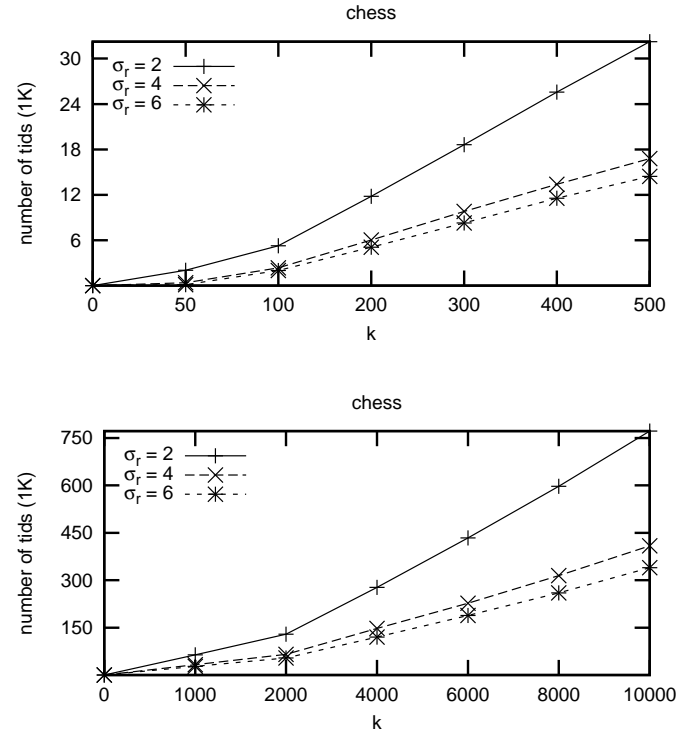 chess
number of tids (1K)
30
24
18
12
6
σr = 2
σr = 4
σr = 6
0 50 100 200 300 400 500
k
chess
number of tids (1K)
750
600
450
300
150
σr = 2
σr = 4
σr = 6
0 1000 2000 4000 6000 8000 10000
k